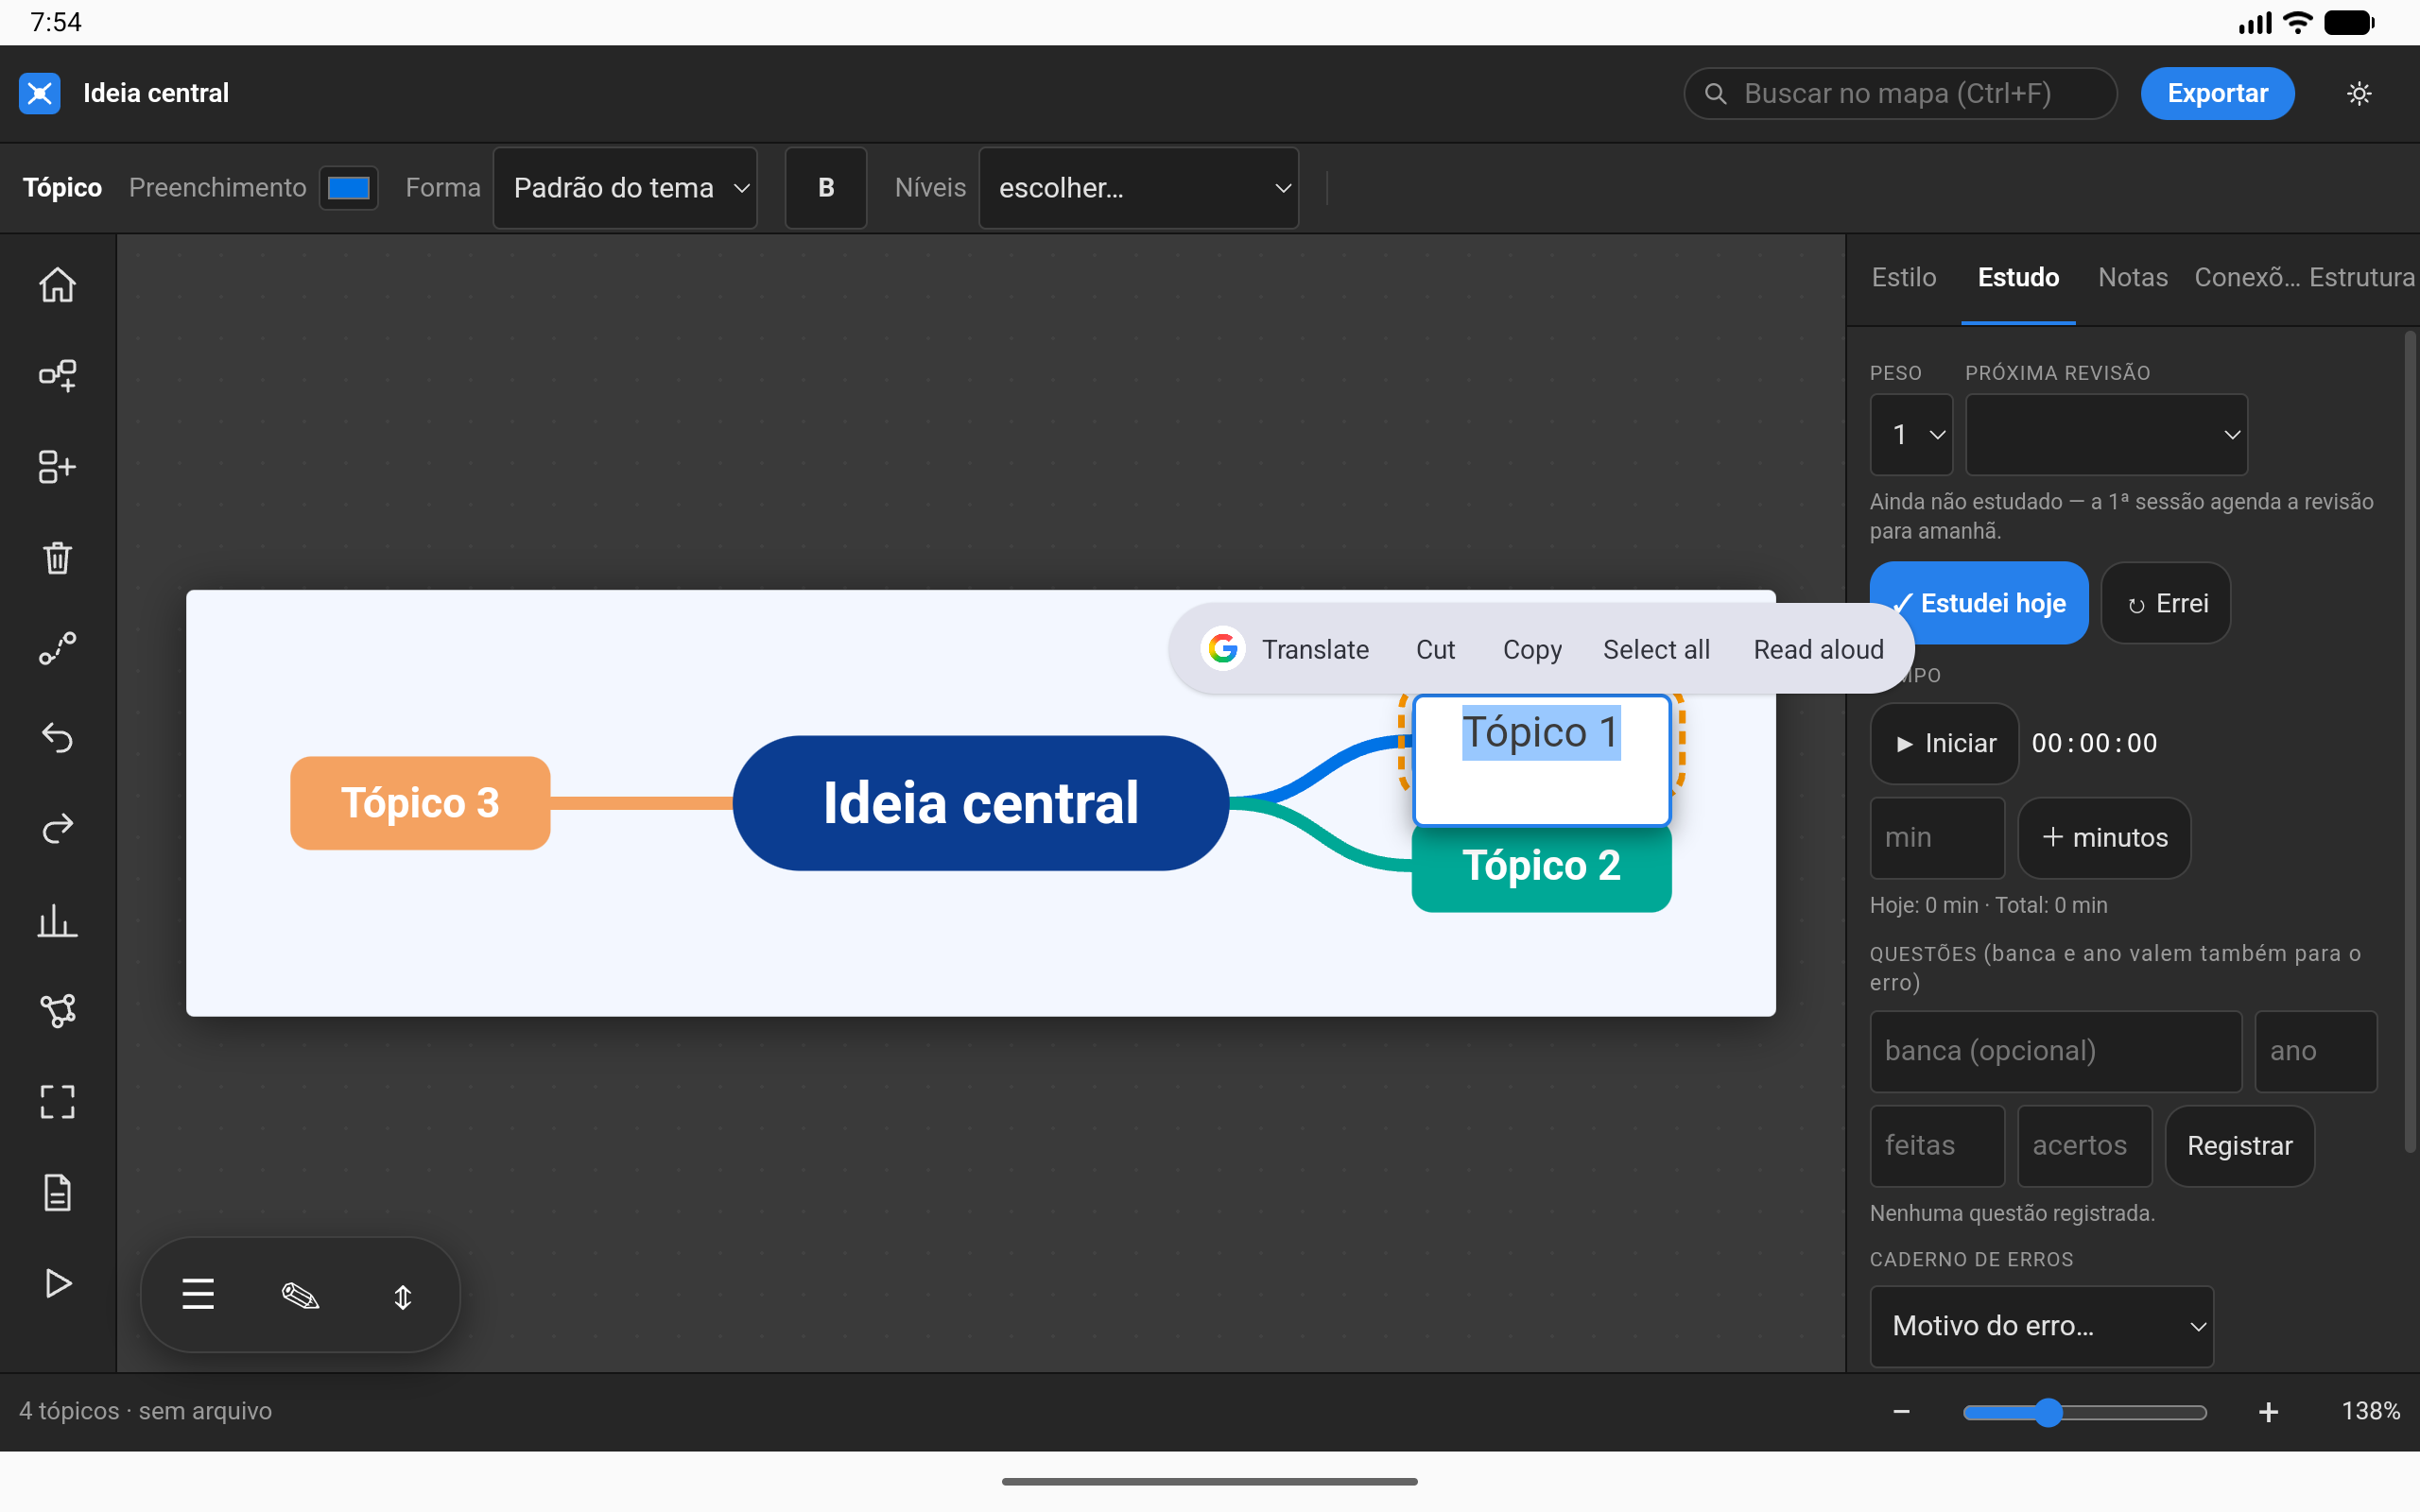 7:54
Ideia central
Buscar no mapa (Ctrl+F)
Exportar
Tópico Preenchimento Forma Padrão do tema B Níveis escolher...
Estilo Estudo Notas Conexõ... Estrutura
PESO PRÓXIMA REVISÃO
1
Ainda não estudado — a 1ª sessão agenda a revisão
para amanhã.
✓ Estudei hoje
↻ Errei
Translate Cut Copy Select all Read aloud
MPO
Tópico 1
Tópico 3
Ideia central
Tópico 2
► Iniciar 00:00:00
min + minutos
Hoje: 0 min · Total: 0 min
QUESTÕES (banca e ano valem também para o
erro)
banca (opcional) ano
feitas acertos Registrar
Nenhuma questão registrada.
CADERNO DE ERROS
Motivo do erro...
4 tópicos · sem arquivo
− + 138%